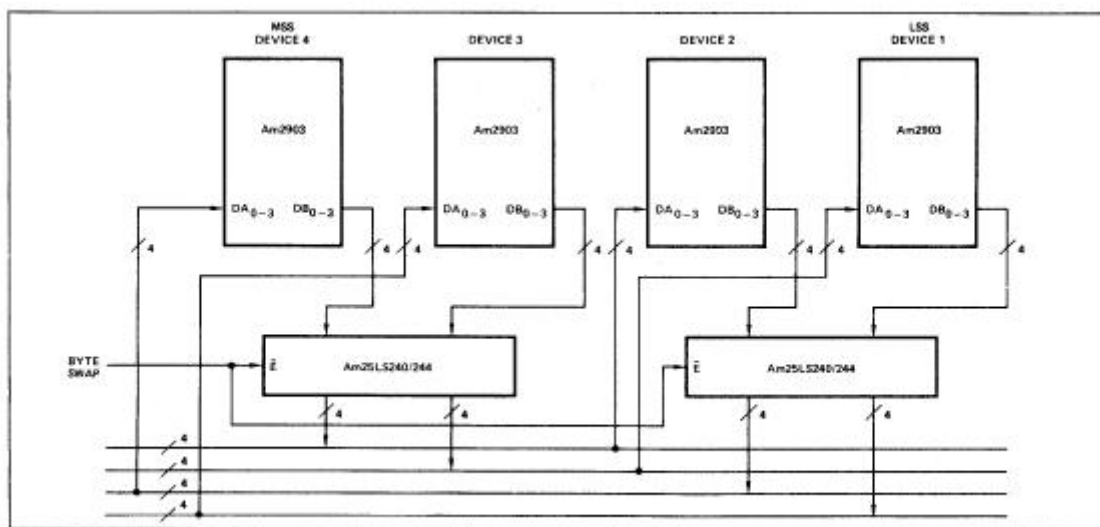 MSS
DEVICE 4
DEVICE 3
DEVICE 2
LSS
DEVICE 1
Am2903
Am2903
Am2903
Am2903
DA0–3 DB0–3
DA0–3 DB0–3
DA0–3 DB0–3
DA0–3 DB0–3
4
4
4
4
4
4
4
4
BYTE
SWAP
Ē
Am25LS240/244
Ē
Am25LS240/244
4
4
4
4
4
4
4
4